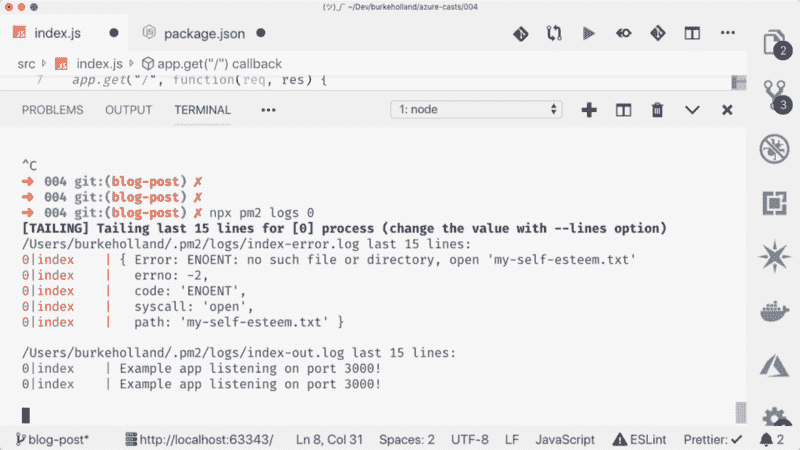 (ツ)_/¯ ~/Dev/burkeholland/azure-casts/004
JS index.js ● package.json ●
src > JS index.js > app.get("/") callback
7 app.get("/", function(req, res) {
PROBLEMS OUTPUT TERMINAL ••• 1: node
^C
➜ 004 git:(blog-post) ✗
➜ 004 git:(blog-post) ✗
➜ 004 git:(blog-post) ✗ npx pm2 logs 0
[TAILING] Tailing last 15 lines for [0] process (change the value with --lines option)
/Users/burkeholland/.pm2/logs/index-error.log last 15 lines:
0|index | { Error: ENOENT: no such file or directory, open 'my-self-esteem.txt'
0|index | errno: -2,
0|index | code: 'ENOENT',
0|index | syscall: 'open',
0|index | path: 'my-self-esteem.txt' }
/Users/burkeholland/.pm2/logs/index-out.log last 15 lines:
0|index | Example app listening on port 3000!
0|index | Example app listening on port 3000!
2
3
blog-post* http://localhost:63343/ Ln 8, Col 31 Spaces: 2 UTF-8 LF JavaScript ESLint Prettier: ✓ 2